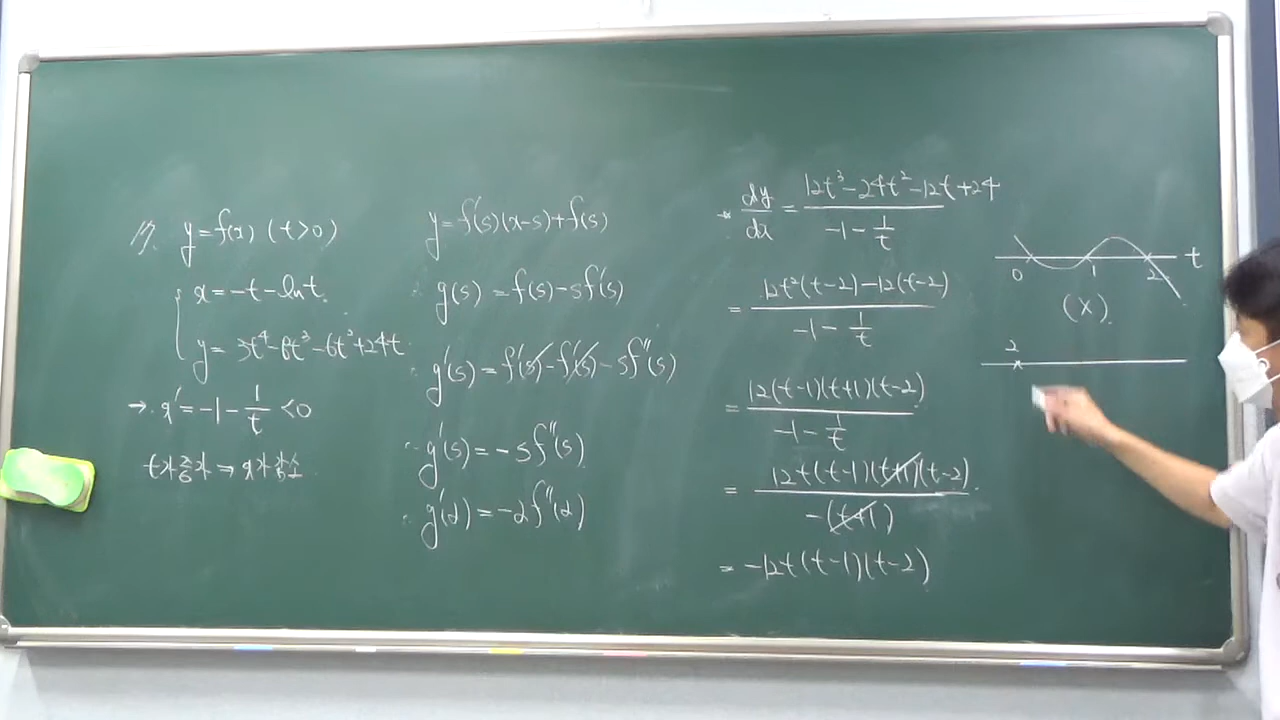 17. y=f(x) (t>0)
x=-t-lnt.
y=3t⁴-8t³-6t²+24t
→ x'=-1-1/t <0
t가 증가 ⇒ x가 감소
y=f'(s)(x-s)+f(s)
∴ g(s)=f(s)-sf'(s)
∴ g'(s)=f'(s)-f'(s)-sf''(s)
∴ g'(s)=-sf''(s)
∴ g'(2)=-2f''(2)
* dy/dx = (12t³-24t²-12t+24)/(-1-1/t)
= (12t²(t-2)-12(t-2))/(-1-1/t)
= (12(t-1)(t+1)(t-2))/(-1-1/t)
= (12t(t-1)(t+1)(t-2))/(-(t+1))
= -12t(t-1)(t-2)
0 1 2 t
(X)
2